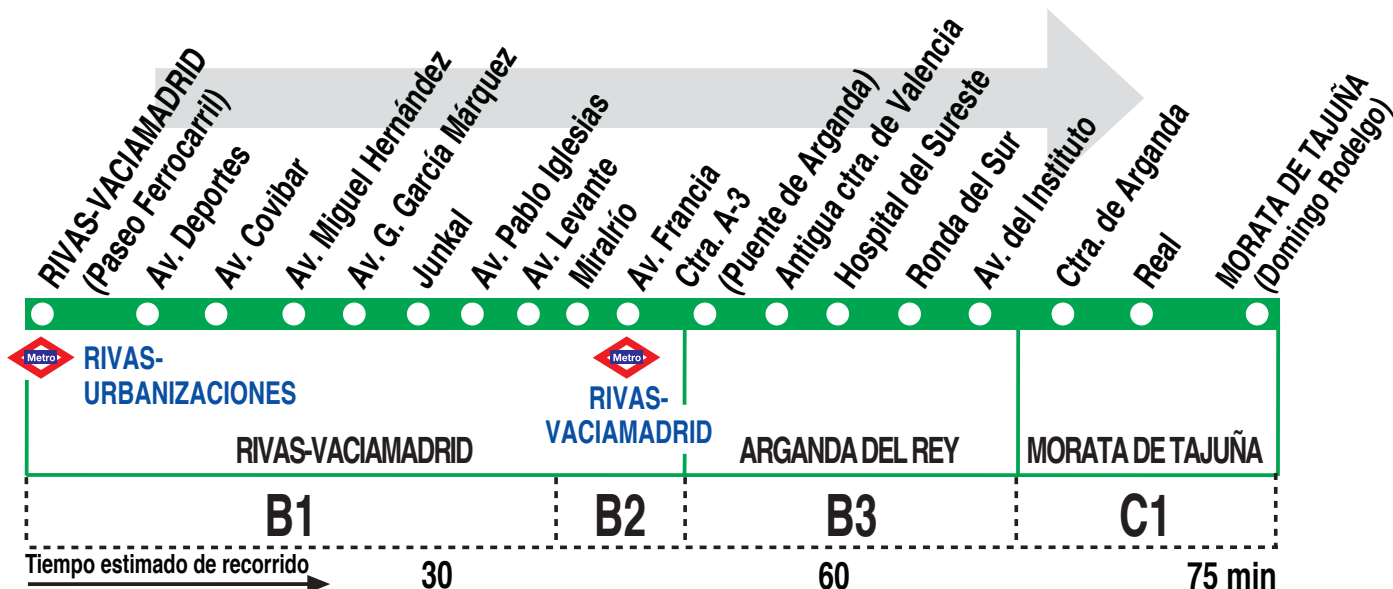 RIVAS-VACIAMADRID
(Paseo Ferrocarril)
Av. Deportes
Av. Covibar
Av. Miguel Hernández
Av. G. García Márquez
Junkal
Av. Pablo Iglesias
Av. Levante
Miralrío
Av. Francia
Ctra. A-3
(Puente de Arganda)
Antigua ctra. de Valencia
Hospital del Sureste
Ronda del Sur
Av. del Instituto
Ctra. de Arganda
Real
MORATA DE TAJUÑA
(Domingo Rodelgo)
Metro
RIVAS-
URBANIZACIONES
Metro
RIVAS-
VACIAMADRID
RIVAS-VACIAMADRID
ARGANDA DEL REY
MORATA DE TAJUÑA
B1
B2
B3
C1
Tiempo estimado de recorrido
30
60
75 min